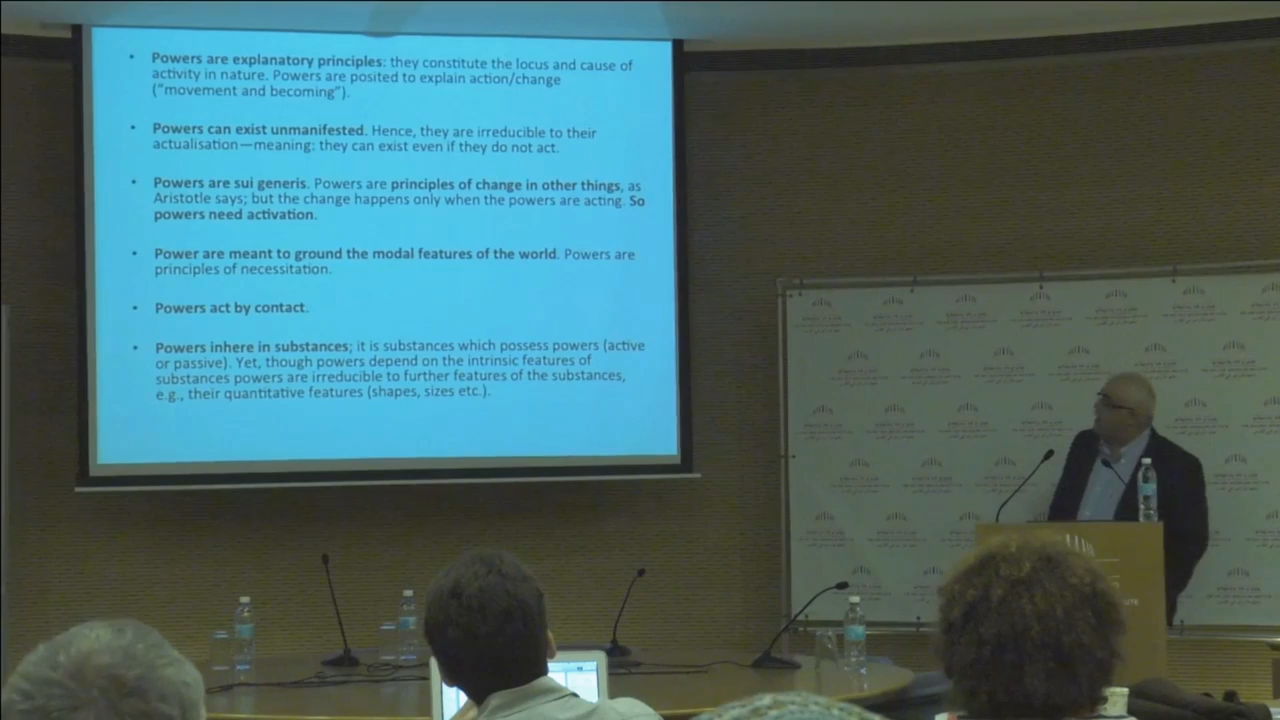 • Powers are explanatory principles: they constitute the locus and cause of
activity in nature. Powers are posited to explain action/change
("movement and becoming").
• Powers can exist unmanifested. Hence, they are irreducible to their
actualisation—meaning: they can exist even if they do not act.
• Powers are sui generis. Powers are principles of change in other things, as
Aristotle says; but the change happens only when the powers are acting. So
powers need activation.
• Power are meant to ground the modal features of the world. Powers are
principles of necessitation.
• Powers act by contact.
• Powers inhere in substances; it is substances which possess powers (active
or passive). Yet, though powers depend on the intrinsic features of
substances powers are irreducible to further features of the substances,
e.g., their quantitative features (shapes, sizes etc.).